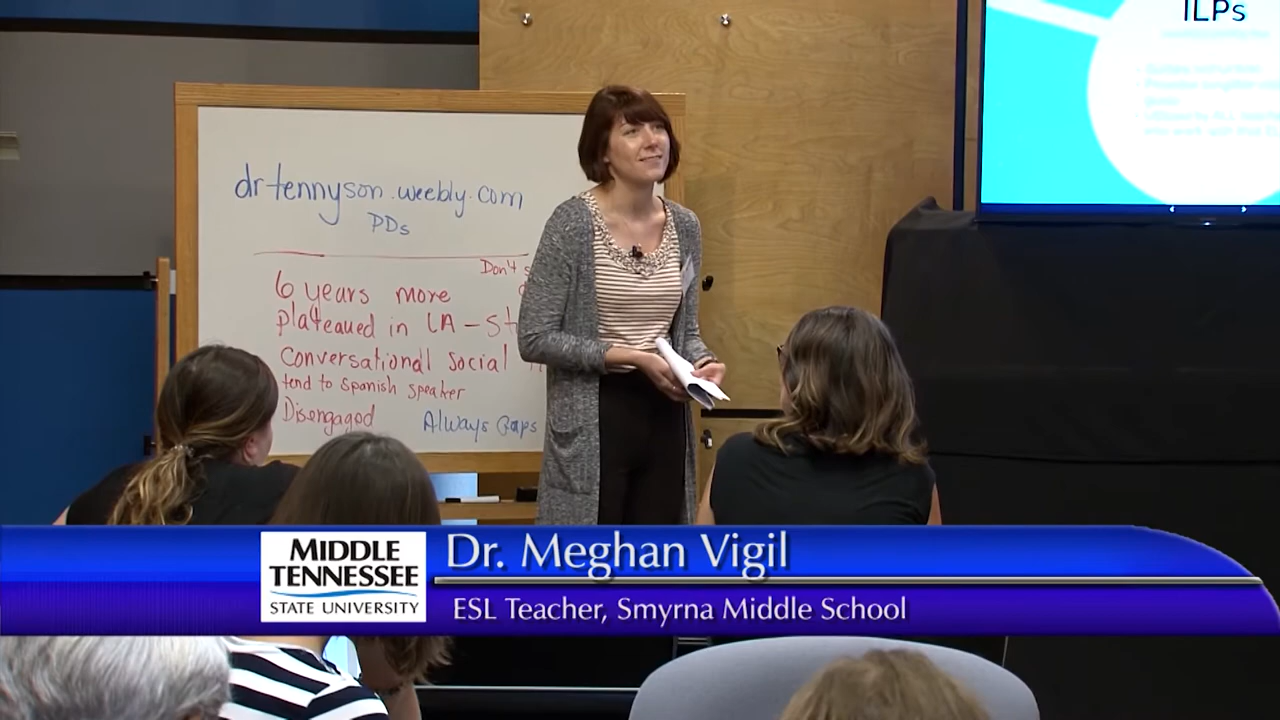 ILPs
drtennyson.weebly.com
PDs
Don't
6 years more
plateaued in LA – St
Conversational social
tend to Spanish speaker
Disengaged
Always Gaps
MIDDLE
TENNESSEE
STATE UNIVERSITY
Dr. Meghan Vigil
ESL Teacher, Smyrna Middle School